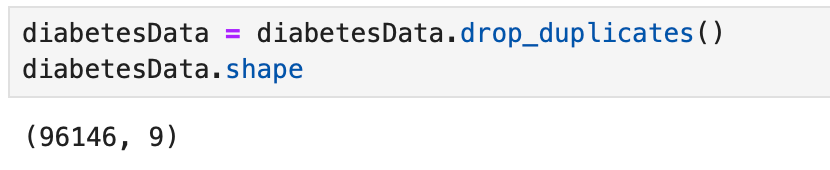 diabetesData = diabetesData.drop_duplicates()
diabetesData.shape
(96146, 9)